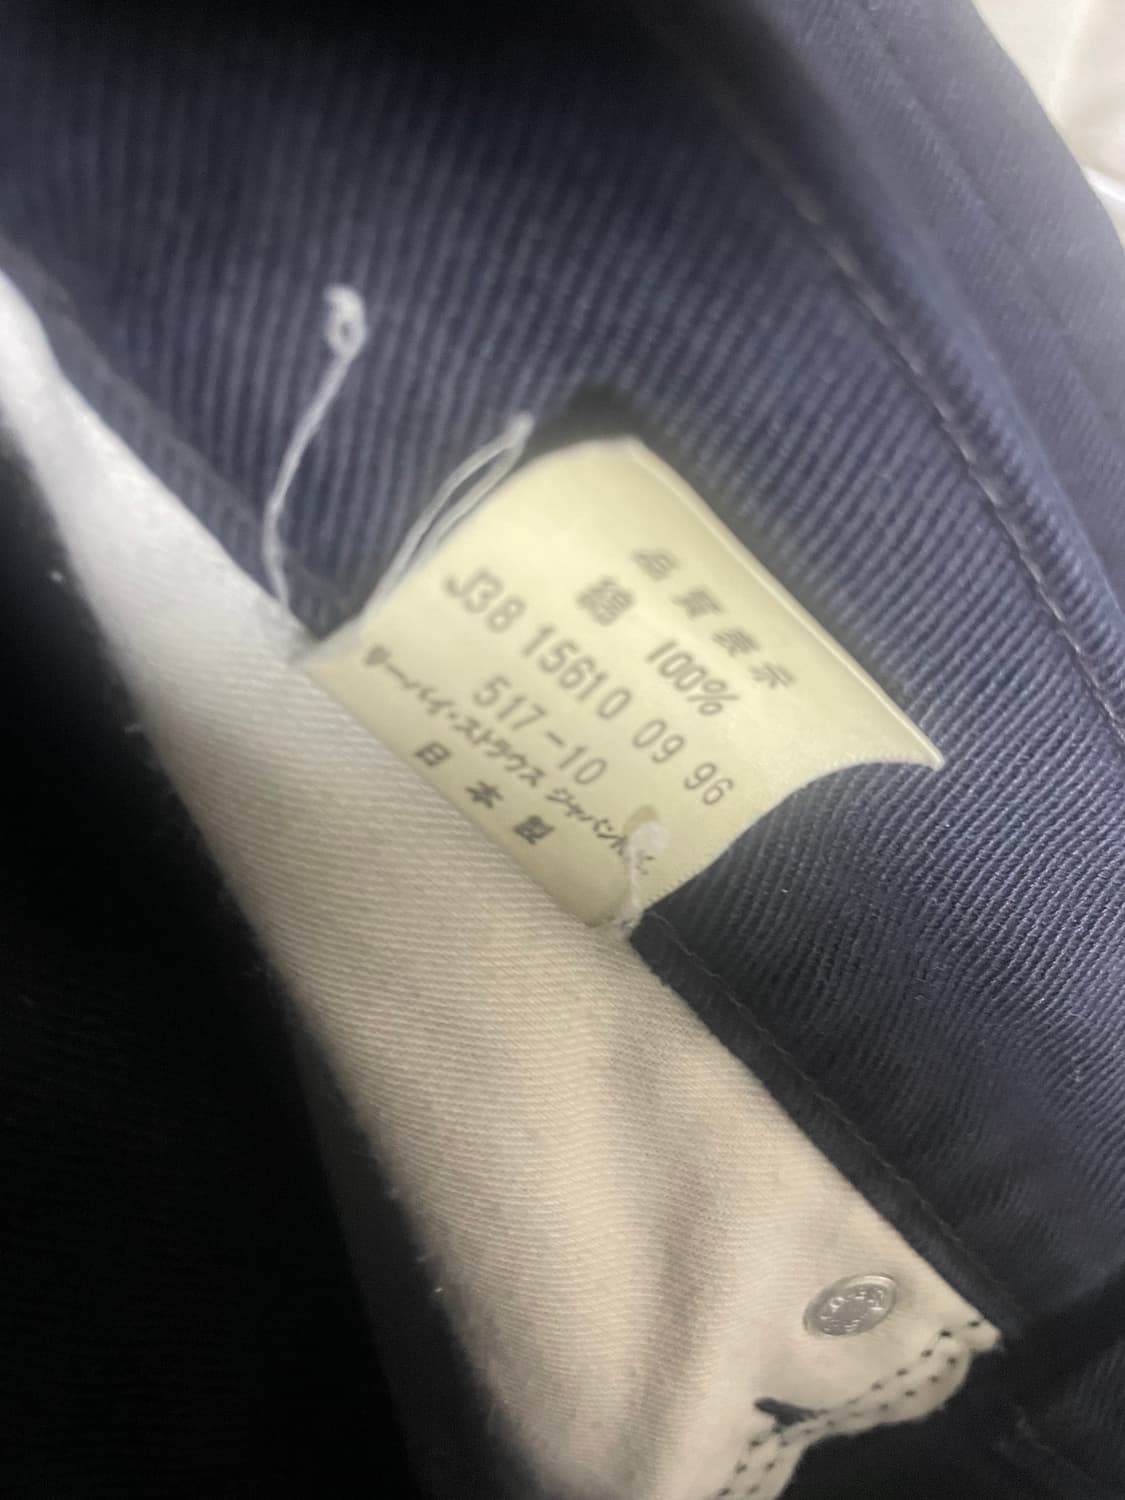 品質表示
綿 100%
J38 15610 09 96
517-10
リーバイ・ストラウス ジャパン
日本製